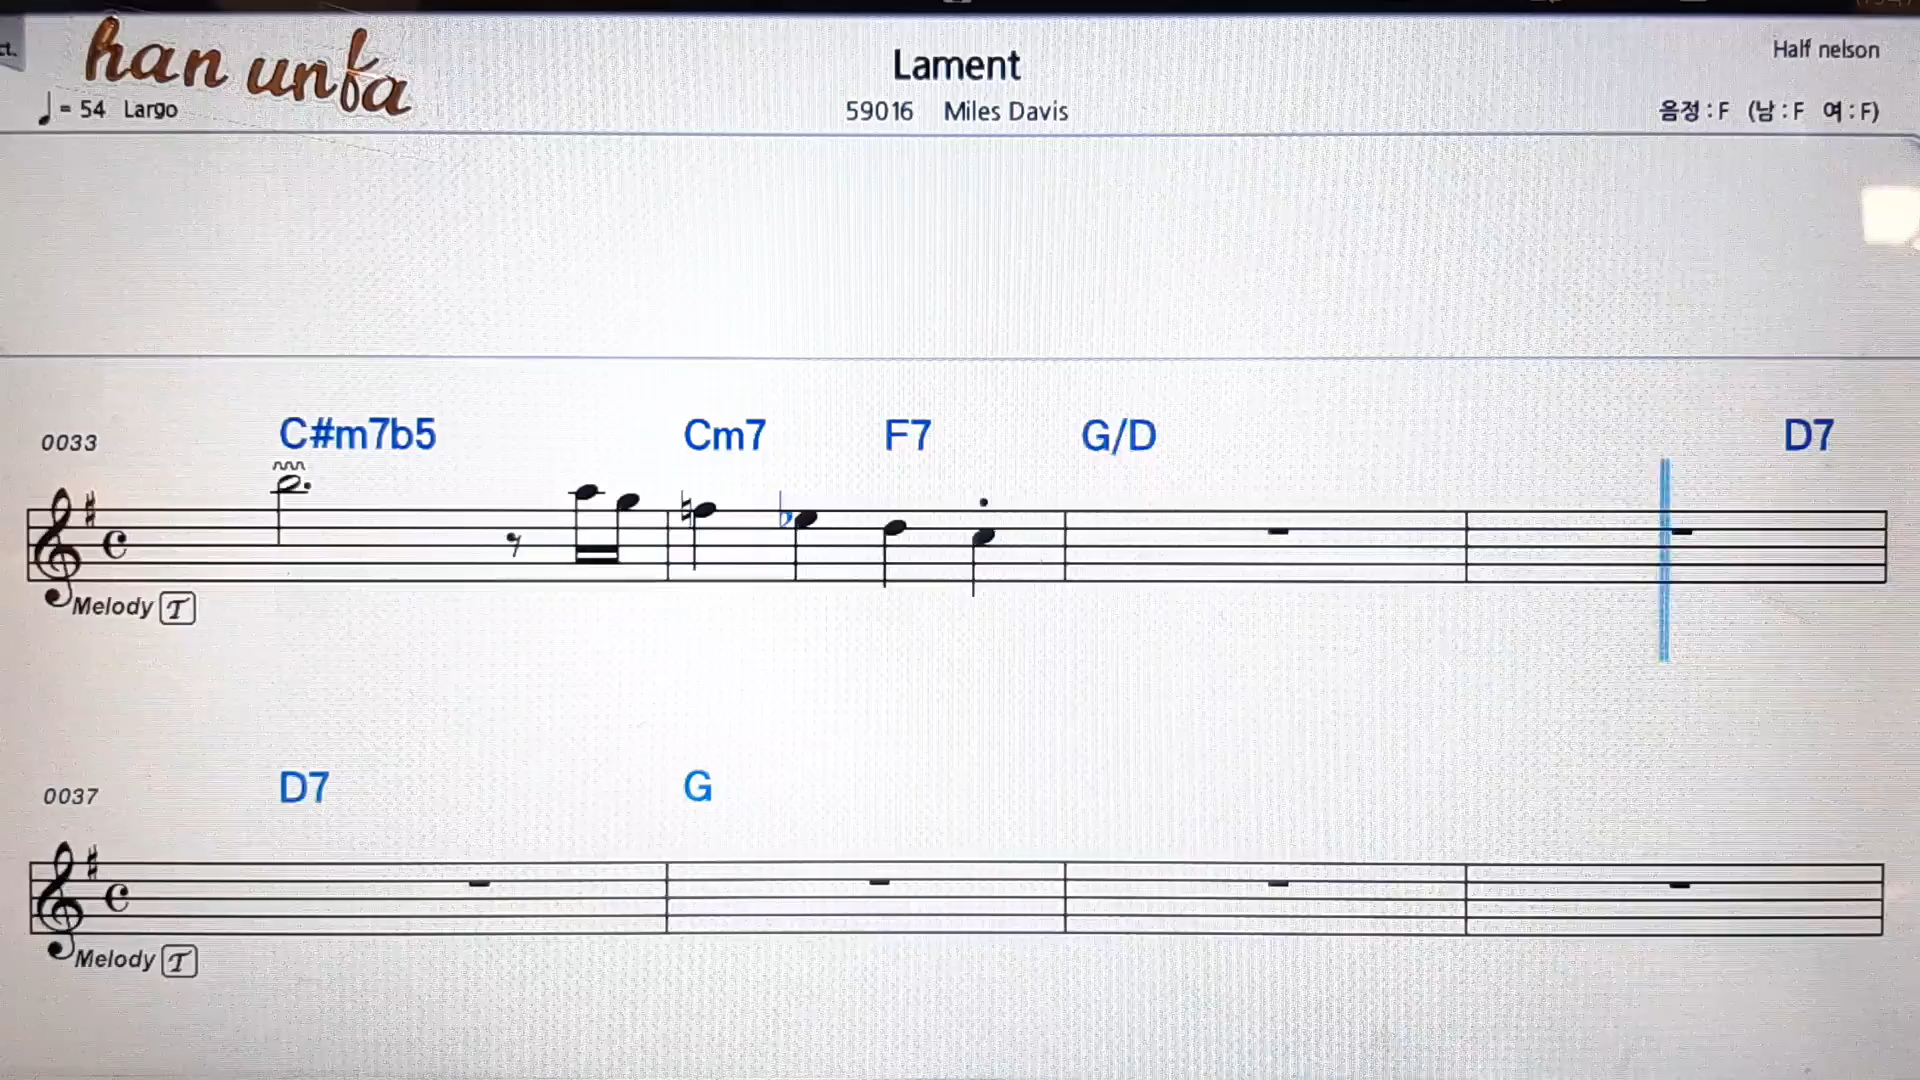 han unfa
Lament
Half nelson
= 54 Largo
59016 Miles Davis
음정 : F (남 : F 여 : F)
0033 C#m7b5 Cm7 F7 G/D D7
Melody T
0037 D7 G
Melody T